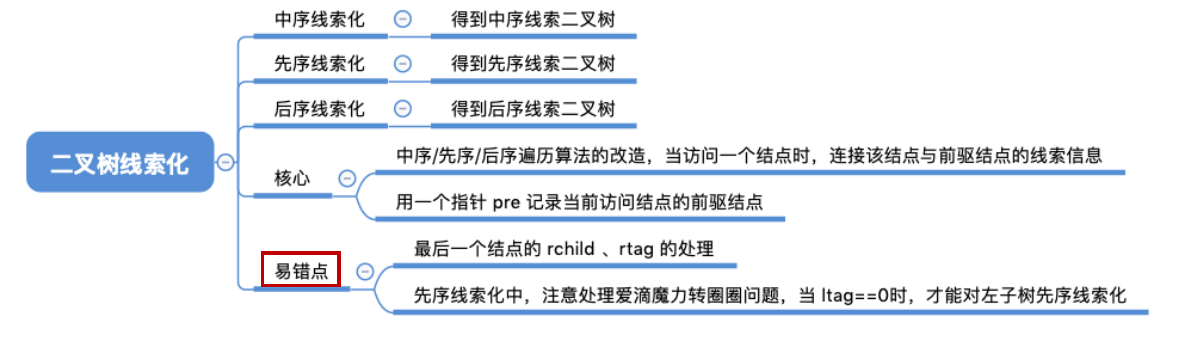 二叉树线索化
中序线索化
得到中序线索二叉树
先序线索化
得到先序线索二叉树
后序线索化
得到后序线索二叉树
核心
中序/先序/后序遍历算法的改造，当访问一个结点时，连接该结点与前驱结点的线索信息
用一个指针 pre 记录当前访问结点的前驱结点
易错点
最后一个结点的 rchild 、rtag 的处理
先序线索化中，注意处理爱滴魔力转圈圈问题，当 ltag==0时，才能对左子树先序线索化